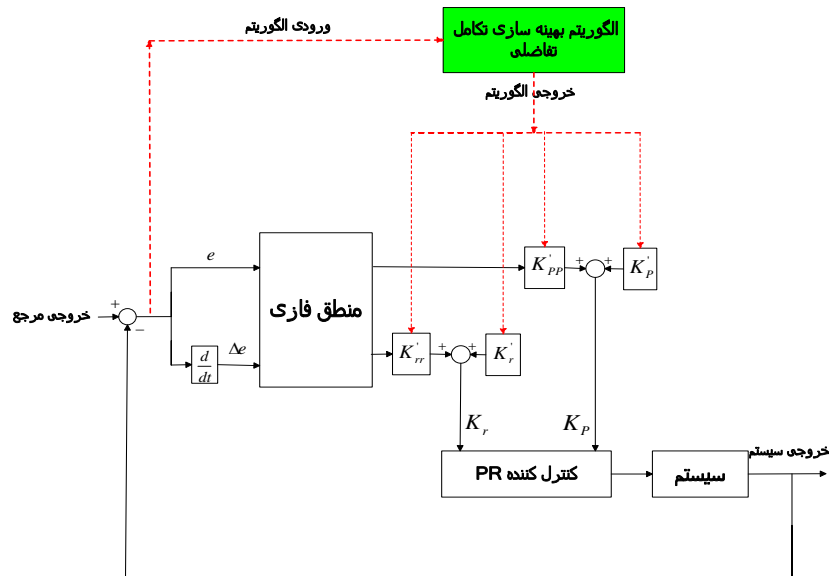 ورودی الگوریتم
الگوریتم بهینه سازی تکامل
تفاضلی
خروجی الگوریتم
e
منطق فازی
K'PP
+
+
K'P
خروجی مرجع
+
−
d/dt
Δe
K'rr
+
+
K'r
Kr
KP
کنترل کننده PR
سیستم
خروجی سیستم